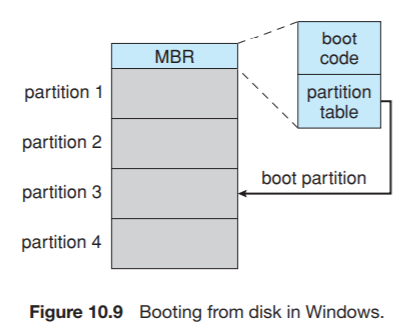 MBR
boot
code
partition
table
partition 1
partition 2
boot partition
partition 3
partition 4
Figure 10.9 Booting from disk in Windows.